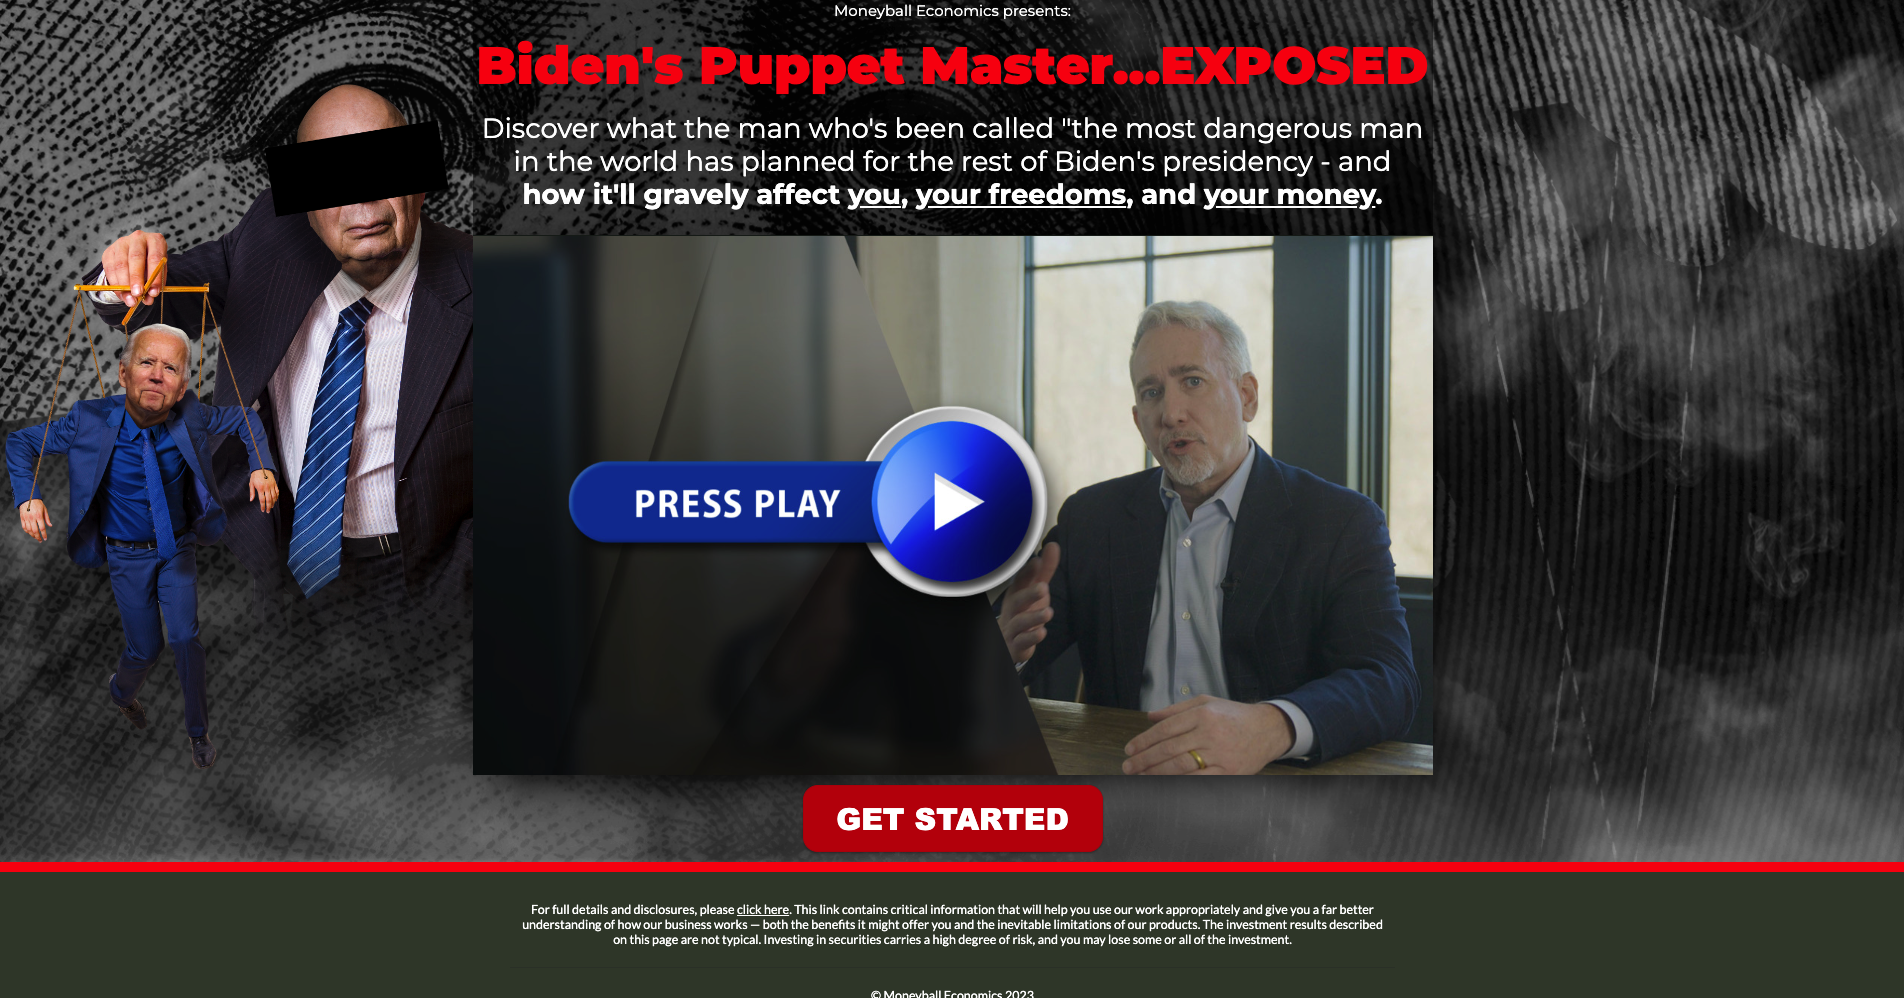 Moneyball Economics presents:
Biden's Puppet Master...EXPOSED
Discover what the man who's been called "the most dangerous man
in the world has planned for the rest of Biden's presidency - and
how it'll gravely affect you, your freedoms, and your money.
PRESS PLAY
GET STARTED
For full details and disclosures, please click here. This link contains critical information that will help you use our work appropriately and give you a far better
understanding of how our business works — both the benefits it might offer you and the inevitable limitations of our products. The investment results described
on this page are not typical. Investing in securities carries a high degree of risk, and you may lose some or all of the investment.
© Moneyball Economics 2023